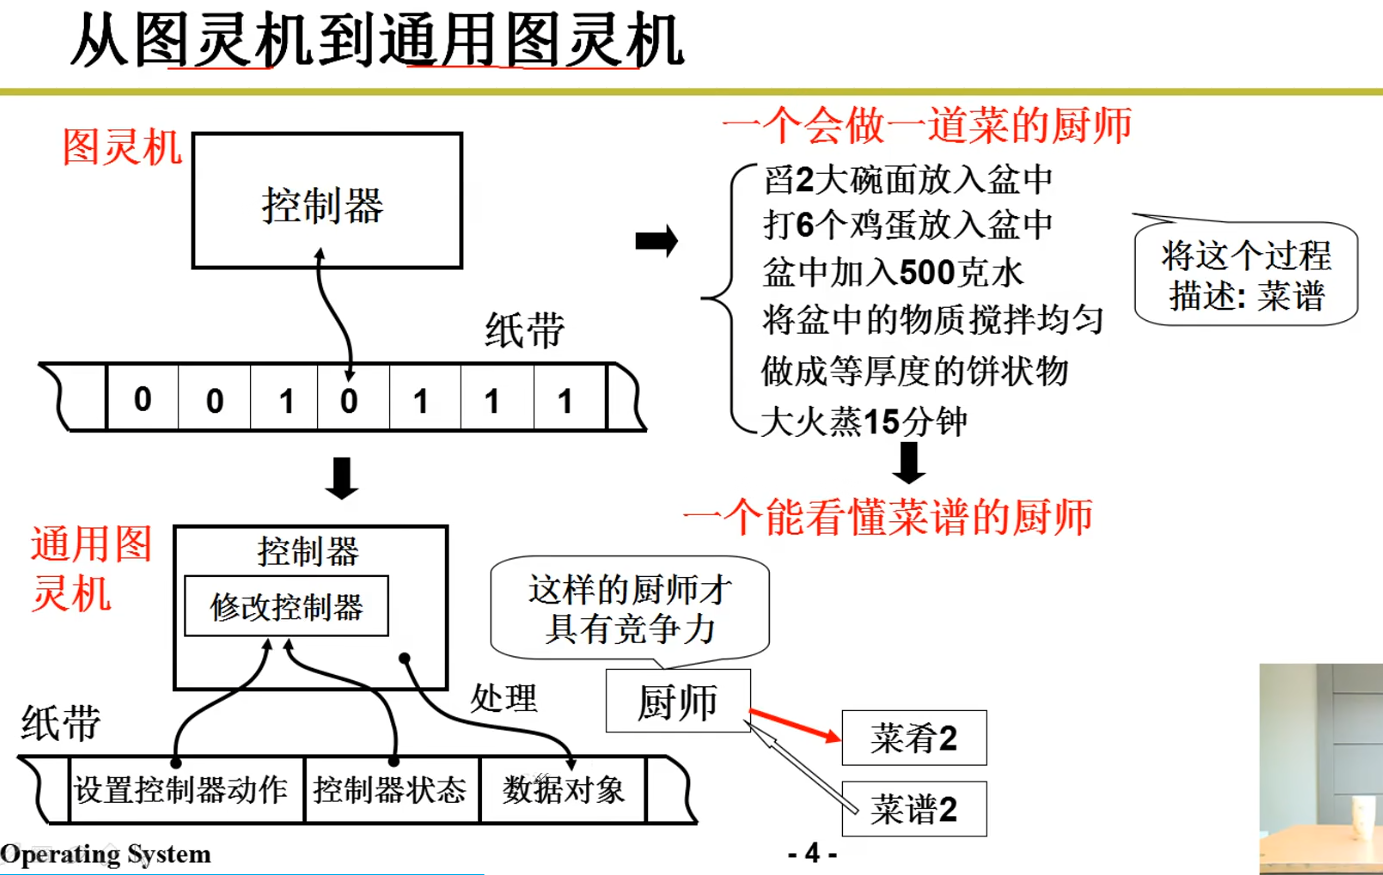 从图灵机到通用图灵机
图灵机
控制器
纸带
0 0 1 0 1 1 1
一个会做一道菜的厨师
舀2大碗面放入盆中
打6个鸡蛋放入盆中
盆中加入500克水
将盆中的物质搅拌均匀
做成等厚度的饼状物
大火蒸15分钟
将这个过程
描述: 菜谱
一个能看懂菜谱的厨师
通用图
灵机
控制器
修改控制器
处理
纸带
设置控制器动作 控制器状态 数据对象
这样的厨师才
具有竞争力
厨师
菜肴2
菜谱2
Operating System
- 4 -